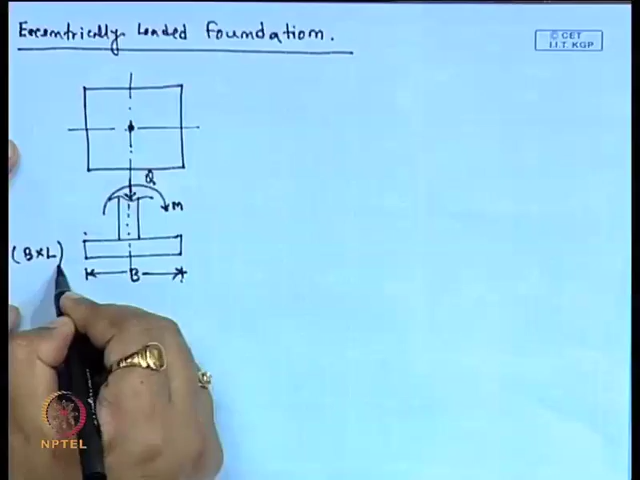 Eccentrically Loaded Foundation.
© CET
I.I.T. KGP
Q
M
(B×L)
B
NPTEL